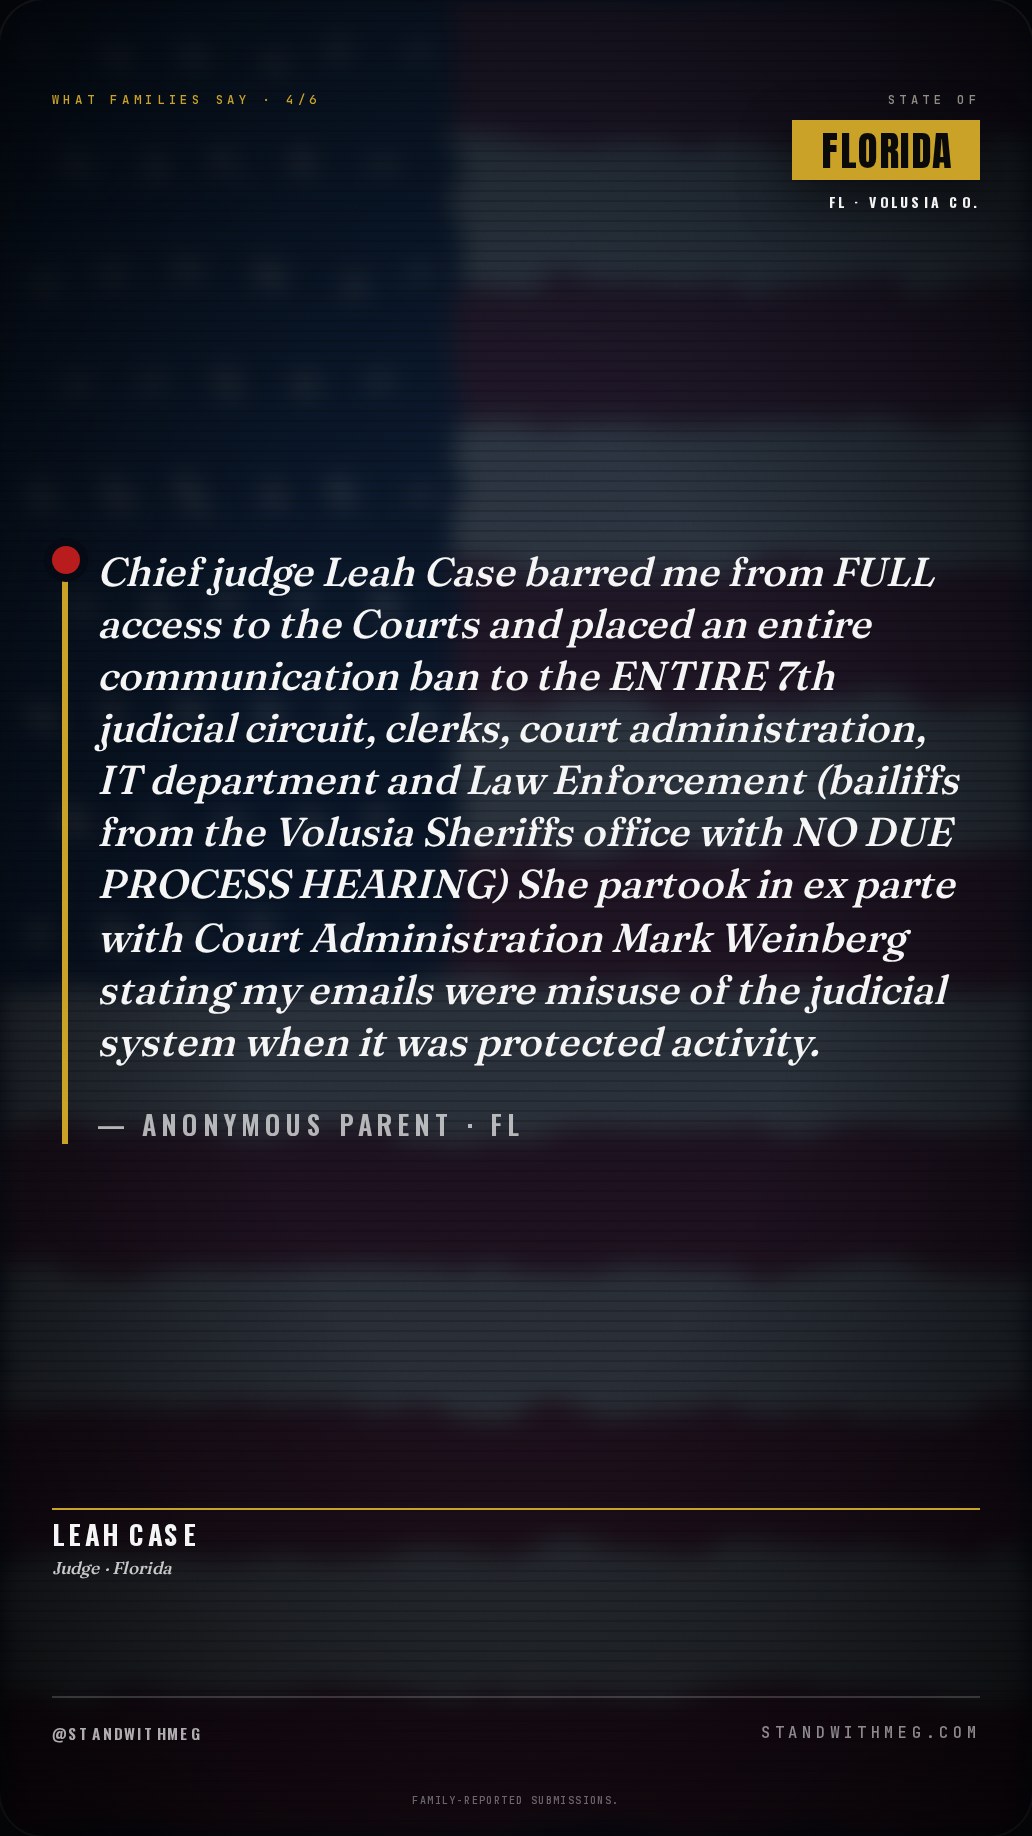 WHAT FAMILIES SAY · 4/6
STATE OF
FLORIDA
FL · VOLUSIA CO.
Chief judge Leah Case barred me from FULL
access to the Courts and placed an entire
communication ban to the ENTIRE 7th
judicial circuit, clerks, court administration,
IT department and Law Enforcement (bailiffs
from the Volusia Sheriffs office with NO DUE
PROCESS HEARING) She partook in ex parte
with Court Administration Mark Weinberg
stating my emails were misuse of the judicial
system when it was protected activity.
— ANONYMOUS PARENT · FL
LEAH CASE
Judge · Florida
@STANDWITHMEG
STANDWITHMEG.COM
FAMILY-REPORTED SUBMISSIONS.